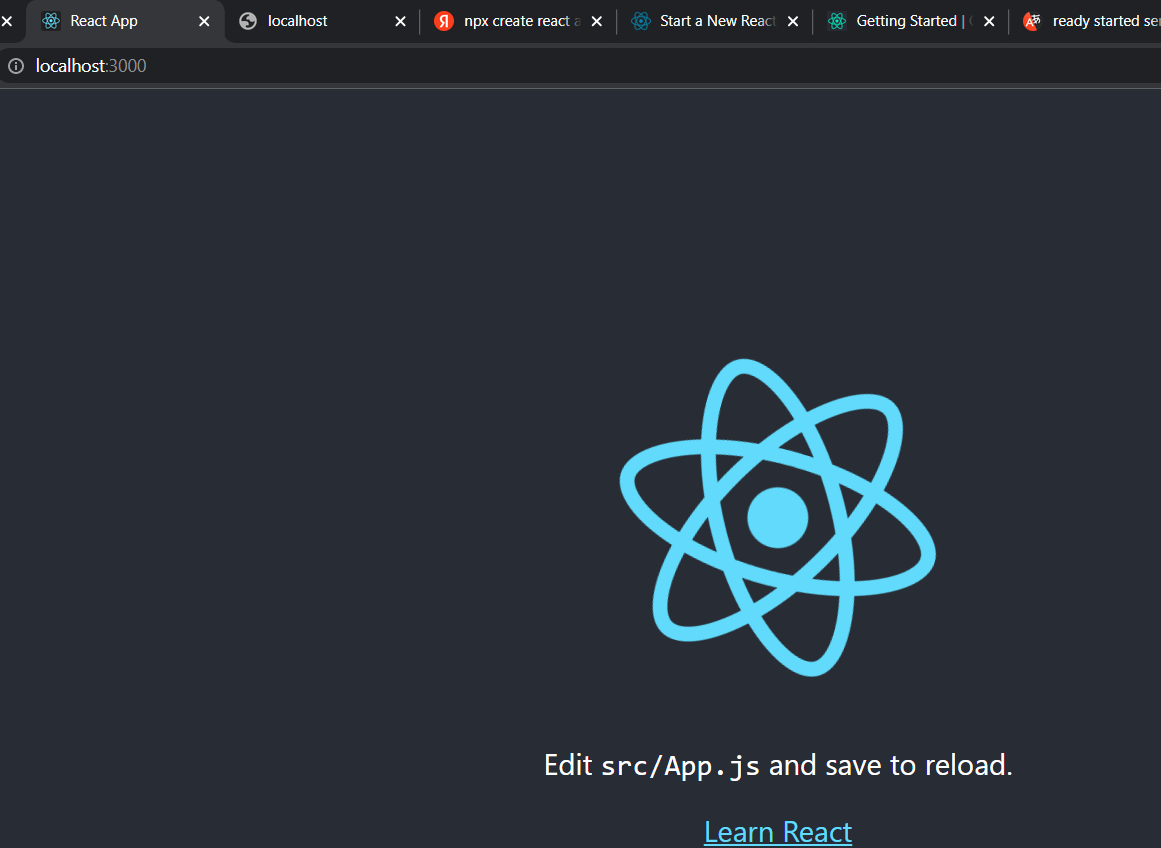 React App
localhost
npx create react a
Start a New React
Getting Started | C
ready started ser
localhost:3000
Edit src/App.js and save to reload.
Learn React